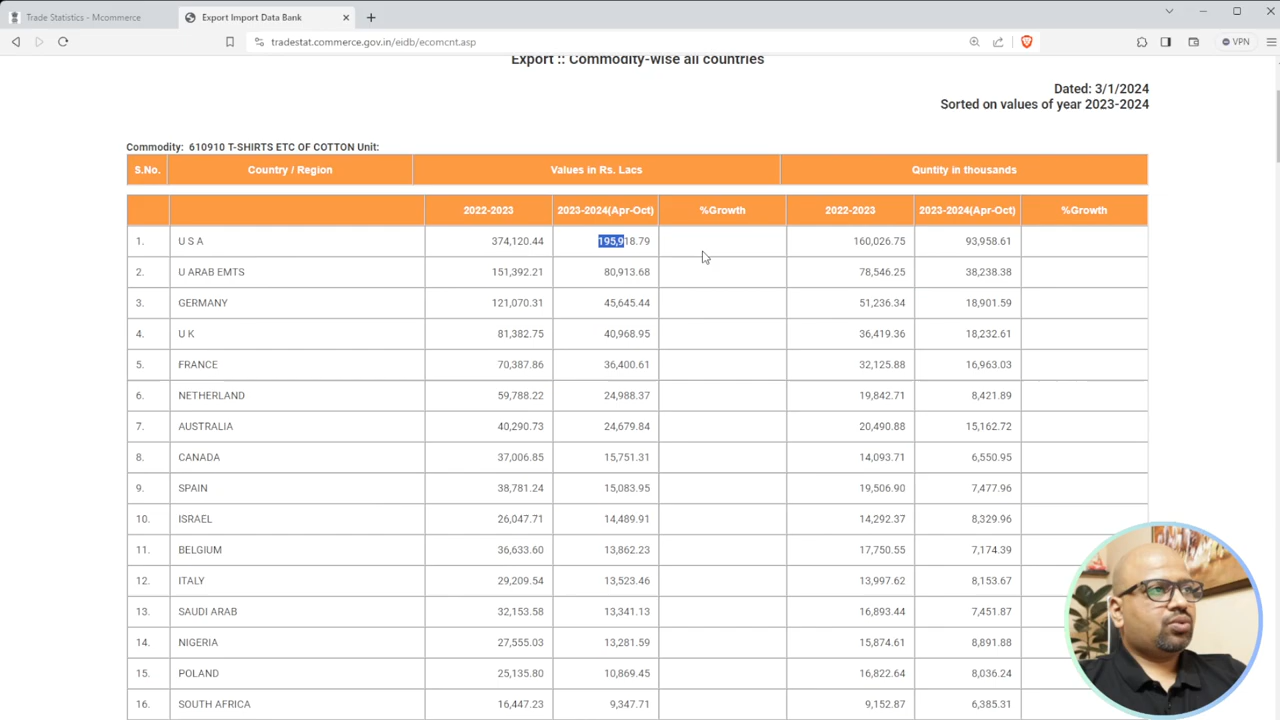 Trade Statistics - Mcommerce
Export Import Data Bank
tradestat.commerce.gov.in/eidb/ecomcnt.asp
VPN
Export :: Commodity-wise all countries
Dated: 3/1/2024
Sorted on values of year 2023-2024
Commodity: 610910 T-SHIRTS ETC OF COTTON Unit:
S.No. Country / Region Values in Rs. Lacs Quntity in thousands
2022-2023 2023-2024(Apr-Oct) %Growth 2022-2023 2023-2024(Apr-Oct) %Growth
1. U S A 374,120.44 195,918.79 160,026.75 93,958.61
2. U ARAB EMTS 151,392.21 80,913.68 78,546.25 38,238.38
3. GERMANY 121,070.31 45,645.44 51,236.34 18,901.59
4. U K 81,382.75 40,968.95 36,419.36 18,232.61
5. FRANCE 70,387.86 36,400.61 32,125.88 16,963.03
6. NETHERLAND 59,788.22 24,988.37 19,842.71 8,421.89
7. AUSTRALIA 40,290.73 24,679.84 20,490.88 15,162.72
8. CANADA 37,006.85 15,751.31 14,093.71 6,550.95
9. SPAIN 38,781.24 15,083.95 19,506.90 7,477.96
10. ISRAEL 26,047.71 14,489.91 14,292.37 8,329.96
11. BELGIUM 36,633.60 13,862.23 17,750.55 7,174.39
12. ITALY 29,209.54 13,523.46 13,997.62 8,153.67
13. SAUDI ARAB 32,153.58 13,341.13 16,893.44 7,451.87
14. NIGERIA 27,555.03 13,281.59 15,874.61 8,891.88
15. POLAND 25,135.80 10,869.45 16,822.64 8,036.24
16. SOUTH AFRICA 16,447.23 9,347.71 9,152.87 6,385.31